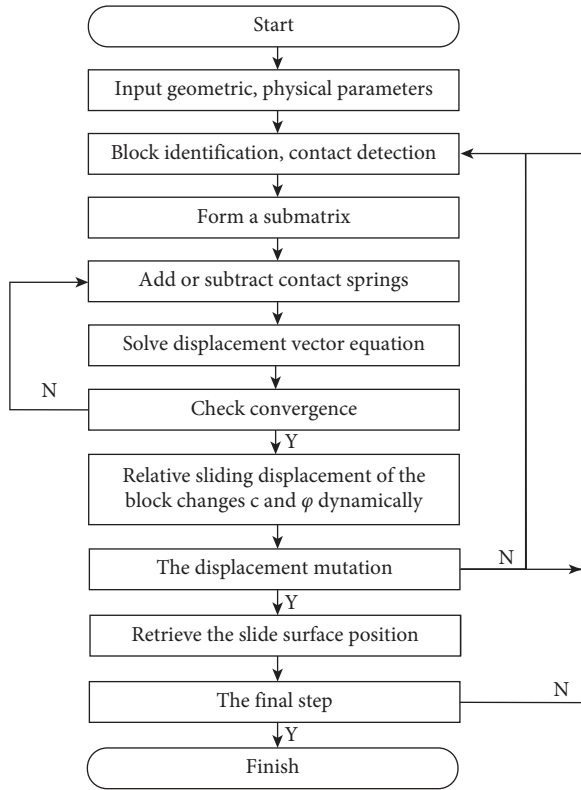 Start
Input geometric, physical parameters
Block identification, contact detection
Form a submatrix
Add or subtract contact springs
Solve displacement vector equation
N
Check convergence
Y
Relative sliding displacement of the
block changes c and φ dynamically
The displacement mutation
N
Y
Retrieve the slide surface position
The final step
N
Y
Finish